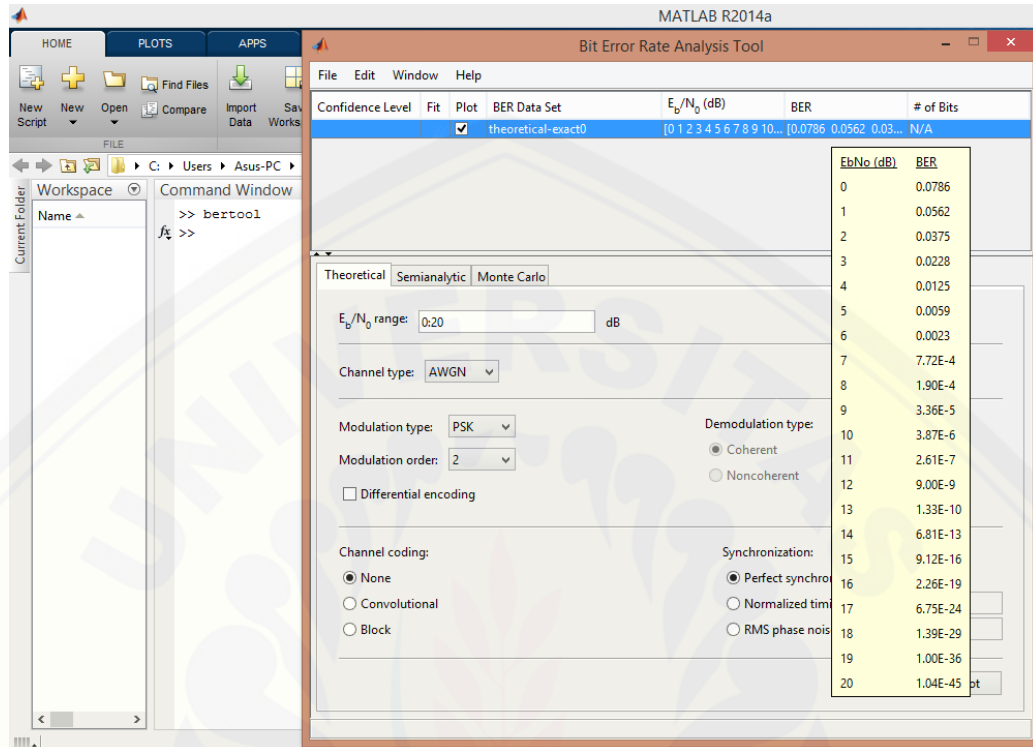 MATLAB R2014a
HOME PLOTS APPS
Bit Error Rate Analysis Tool
File Edit Window Help
New Script
New
Open
Find Files
Compare
Import Data
FILE
Confidence Level Fit Plot BER Data Set Eb/N0 (dB) BER # of Bits
theoretical-exact0 [0 1 2 3 4 5 6 7 8 9 10... [0.0786 0.0562 0.03... N/A
C: Users Asus-PC
Current Folder
Workspace
Name
Command Window
>> bertool
fx >>
EbNo (dB) BER
0 0.0786
1 0.0562
2 0.0375
3 0.0228
4 0.0125
5 0.0059
6 0.0023
7 7.72E-4
8 1.90E-4
9 3.36E-5
10 3.87E-6
11 2.61E-7
12 9.00E-9
13 1.33E-10
14 6.81E-13
15 9.12E-16
16 2.26E-19
17 6.75E-24
18 1.39E-29
19 1.00E-36
20 1.04E-45
Theoretical Semianalytic Monte Carlo
Eb/N0 range: 0:20 dB
Channel type: AWGN
Modulation type: PSK
Modulation order: 2
Differential encoding
Demodulation type:
Coherent
Noncoherent
Channel coding:
None
Convolutional
Block
Synchronization:
Perfect
Normalized
RMS phase
UNIVERSITAS